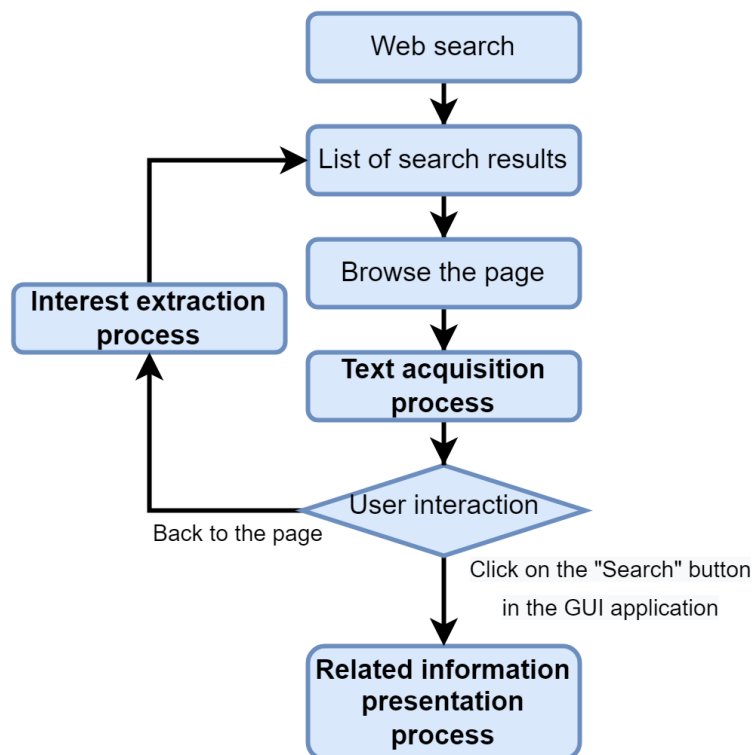 Web search
List of search results
Browse the page
Interest extraction
process
Text acquisition
process
User interaction
Back to the page
Click on the "Search" button
in the GUI application
Related information
presentation
process